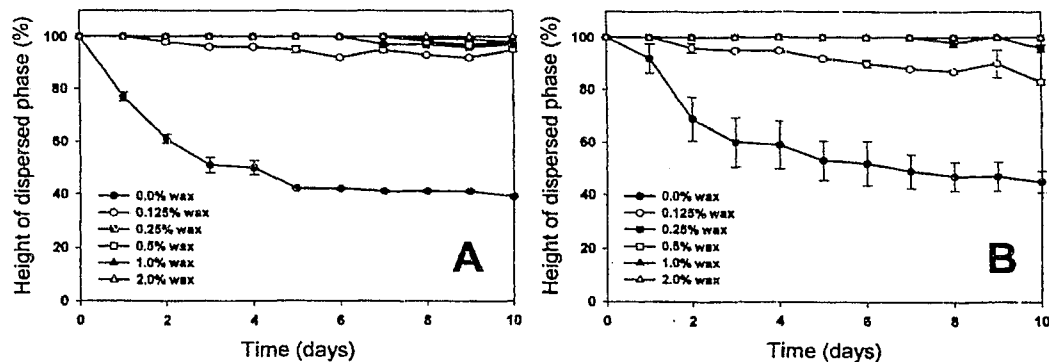 Height of dispersed phase (%)
100
80
60
40
20
0
0.0% wax
0.125% wax
0.25% wax
0.5% wax
1.0% wax
2.0% wax
A
0 2 4 6 8 10
Time (days)
Height of dispersed phase (%)
100
80
60
40
20
0
0.0% wax
0.125% wax
0.25% wax
0.5% wax
1.0% wax
2.0% wax
B
0 2 4 6 8 10
Time (days)